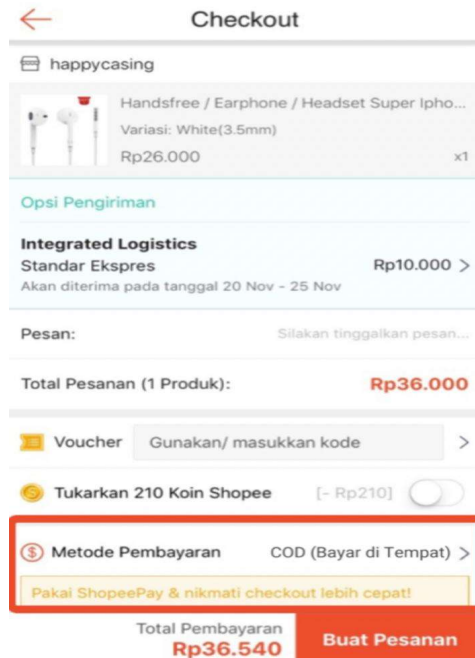 Checkout
happycasing
Handsfree / Earphone / Headset Super Ipho...
Variasi: White(3.5mm)
Rp26.000 x1
Opsi Pengiriman
Integrated Logistics
Standar Ekspres Rp10.000
Akan diterima pada tanggal 20 Nov - 25 Nov
Pesan: Silakan tinggalkan pesan...
Total Pesanan (1 Produk): Rp36.000
Voucher Gunakan/ masukkan kode
Tukarkan 210 Koin Shopee [- Rp210]
Metode Pembayaran COD (Bayar di Tempat)
Pakai ShopeePay & nikmati checkout lebih cepat!
Total Pembayaran
Rp36.540
Buat Pesanan